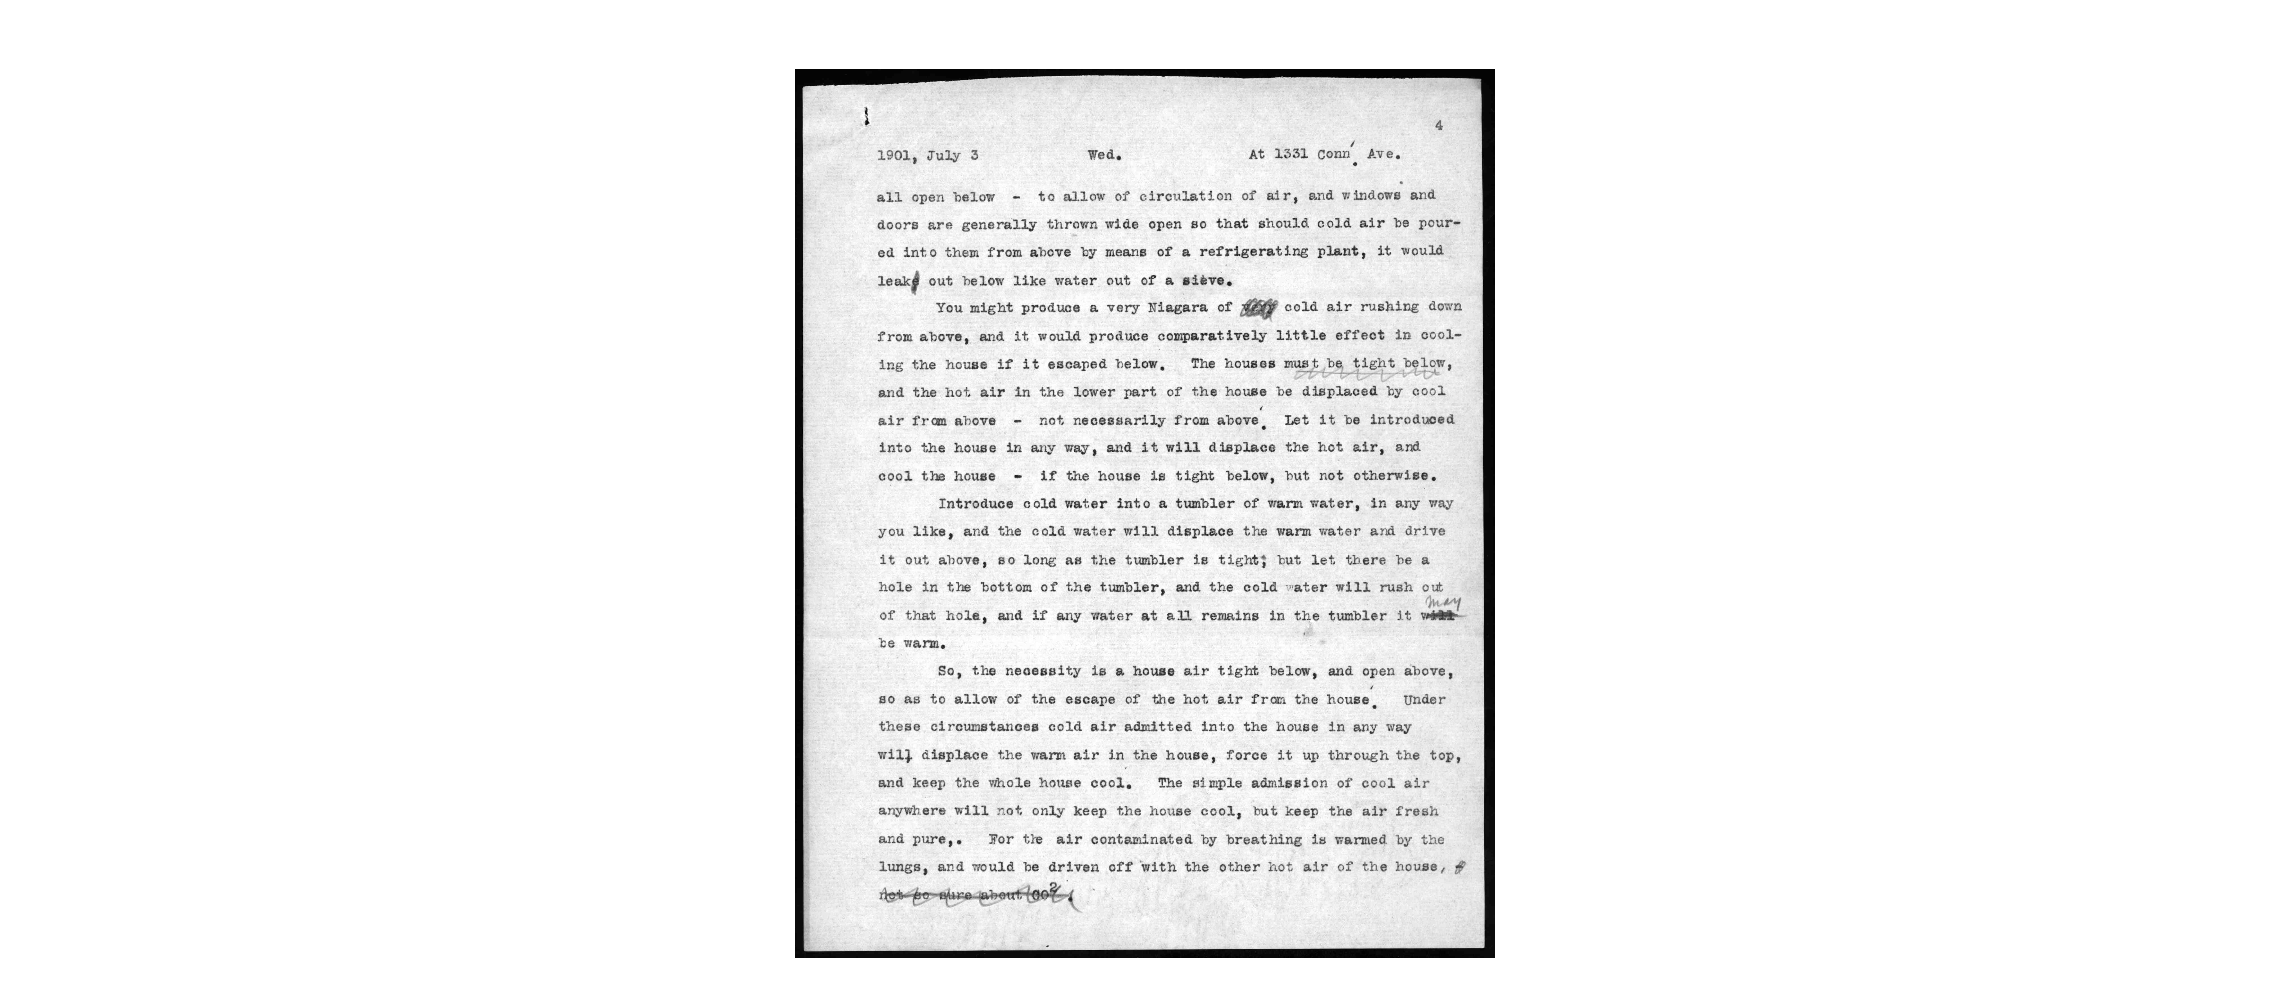 4
1901, July 3 Wed. At 1331 Conn. Ave.
all open below - to allow of circulation of air, and windows and
doors are generally thrown wide open so that should cold air be pour-
ed into them from above by means of a refrigerating plant, it would
leak out below like water out of a sieve.
You might produce a very Niagara of cold air rushing down
from above, and it would produce comparatively little effect in cool-
ing the house if it escaped below. The houses must be tight below,
and the hot air in the lower part of the house be displaced by cool
air from above - not necessarily from above. Let it be introduced
into the house in any way, and it will displace the hot air, and
cool the house - if the house is tight below, but not otherwise.
Introduce cold water into a tumbler of warm water, in any way
you like, and the cold water will displace the warm water and drive
it out above, so long as the tumbler is tight; but let there be a
hole in the bottom of the tumbler, and the cold water will rush out
may
of that hole, and if any water at all remains in the tumbler it will
be warm.
So, the necessity is a house air tight below, and open above,
so as to allow of the escape of the hot air from the house. Under
these circumstances cold air admitted into the house in any way
will displace the warm air in the house, force it up through the top,
and keep the whole house cool. The simple admission of cool air
anywhere will not only keep the house cool, but keep the air fresh
and pure,. For the air contaminated by breathing is warmed by the
lungs, and would be driven off with the other hot air of the house,
not so sure about CO2.